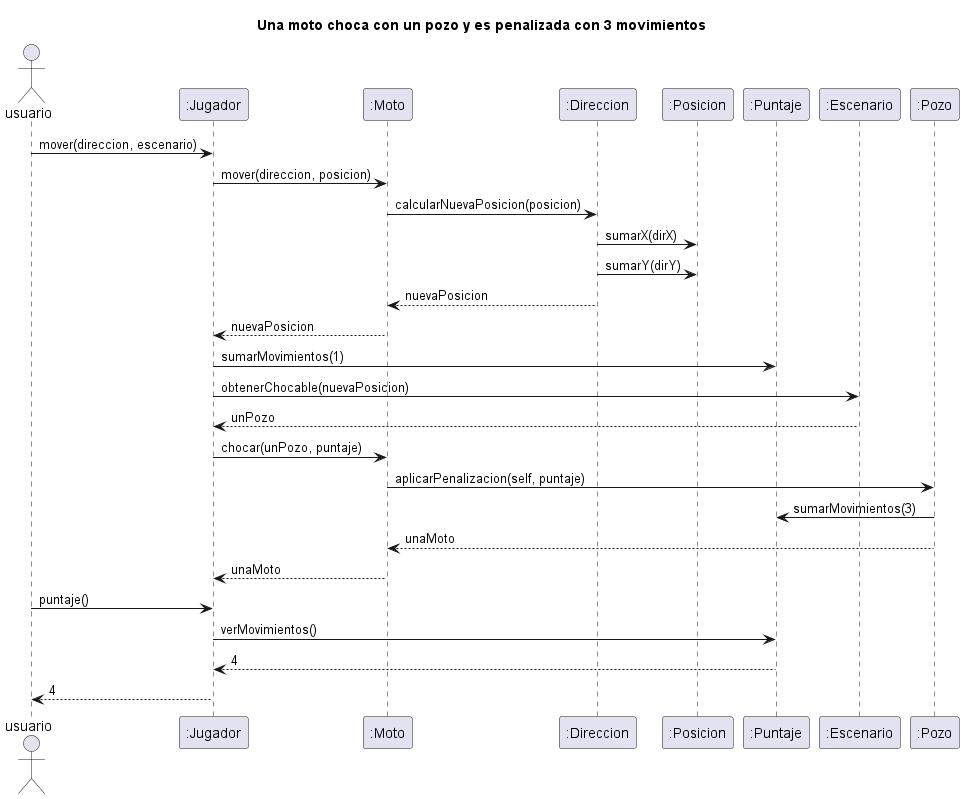 Una moto choca con un pozo y es penalizada con 3 movimientos
usuario
:Jugador
:Moto
:Direccion
:Posicion
:Puntaje
:Escenario
:Pozo
mover(direccion, escenario)
mover(direccion, posicion)
calcularNuevaPosicion(posicion)
sumarX(dirX)
sumarY(dirY)
nuevaPosicion
nuevaPosicion
sumarMovimientos(1)
obtenerChocable(nuevaPosicion)
unPozo
chocar(unPozo, puntaje)
aplicarPenalizacion(self, puntaje)
sumarMovimientos(3)
unaMoto
unaMoto
puntaje()
verMovimientos()
4
4
usuario
:Jugador
:Moto
:Direccion
:Posicion
:Puntaje
:Escenario
:Pozo